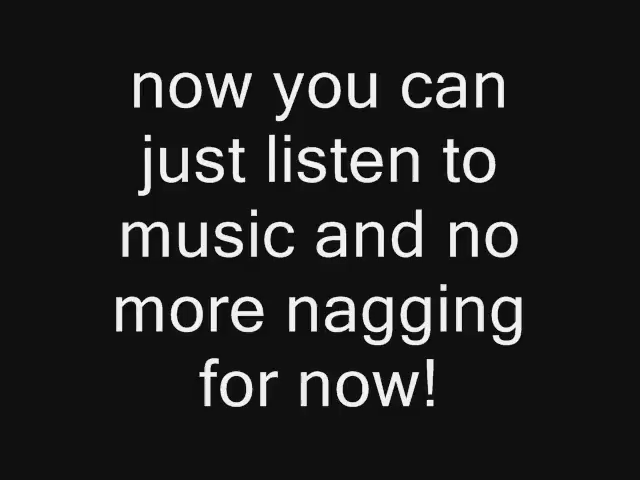 now you can
just listen to
music and no
more nagging
for now!